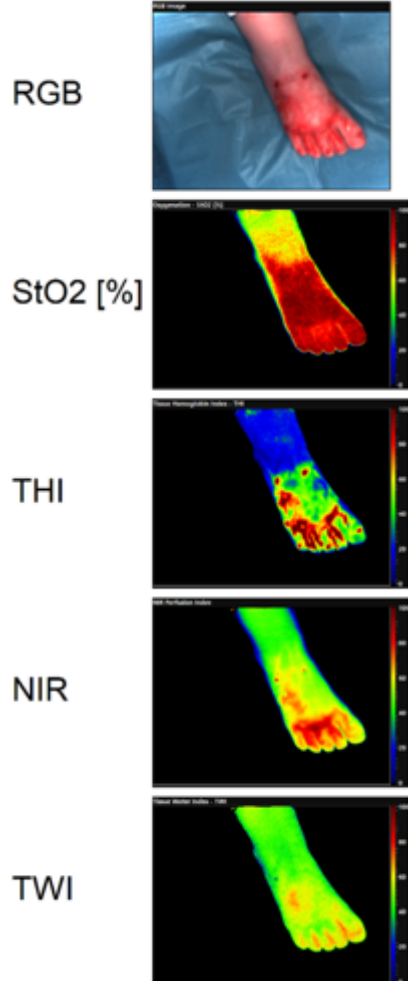 RGB
RGB Image
StO2 [%]
Oxygenation - StO2 [%]
THI
Tissue Hemoglobin Index - THI
NIR
NIR Perfusion Index
TWI
Tissue Water Index - TWI